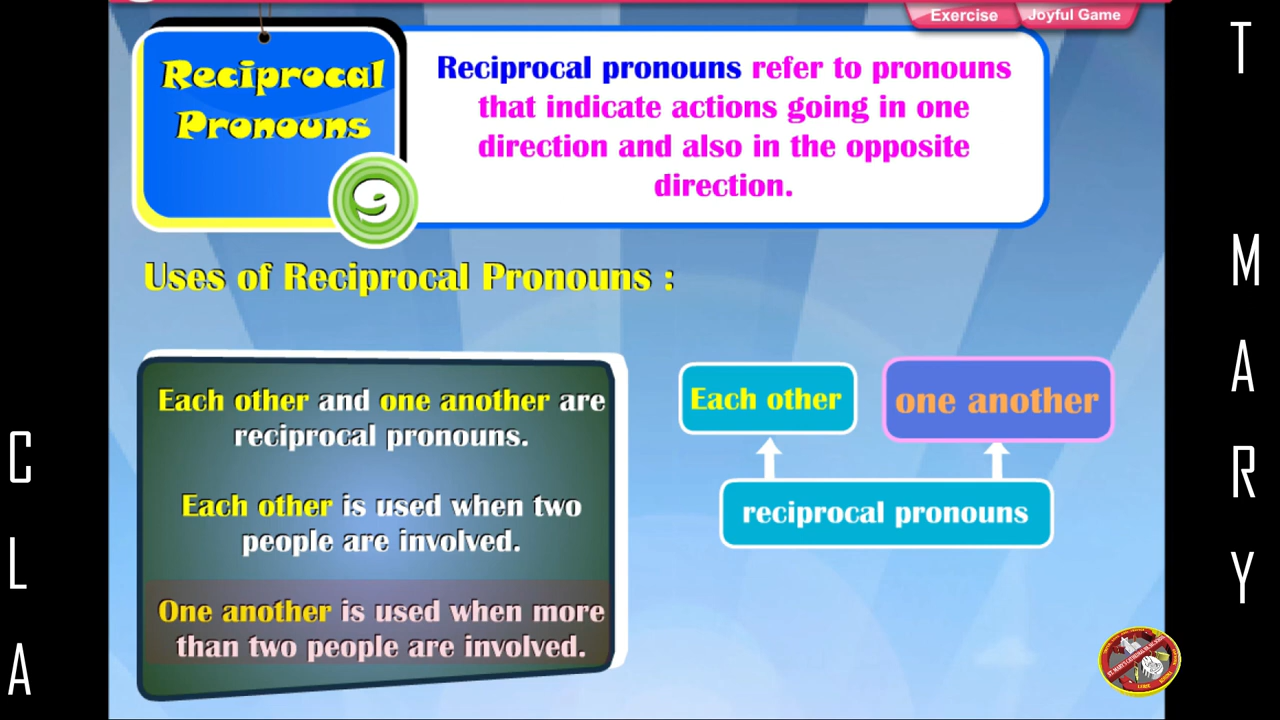 Exercise
Joyful Game
Reciprocal
Pronouns
9
Reciprocal pronouns refer to pronouns
that indicate actions going in one
direction and also in the opposite
direction.
Uses of Reciprocal Pronouns :
Each other and one another are
reciprocal pronouns.
Each other is used when two
people are involved.
One another is used when more
than two people are involved.
Each other
one another
reciprocal pronouns
C
L
A
T
M
A
R
Y